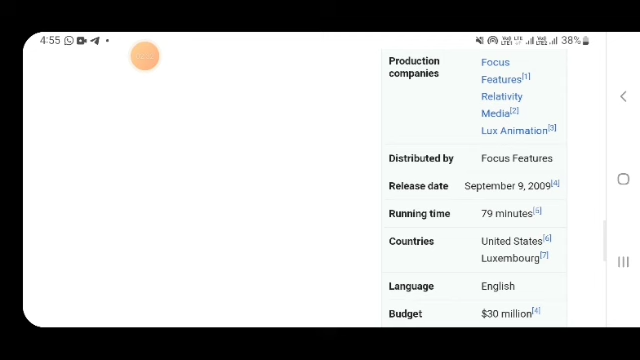 4:55 38%
Production companies
Focus Features[1]
Relativity Media[2]
Lux Animation[3]
Distributed by Focus Features
Release date September 9, 2009[4]
Running time 79 minutes[5]
Countries United States[6]
Luxembourg[7]
Language English
Budget $30 million[4]